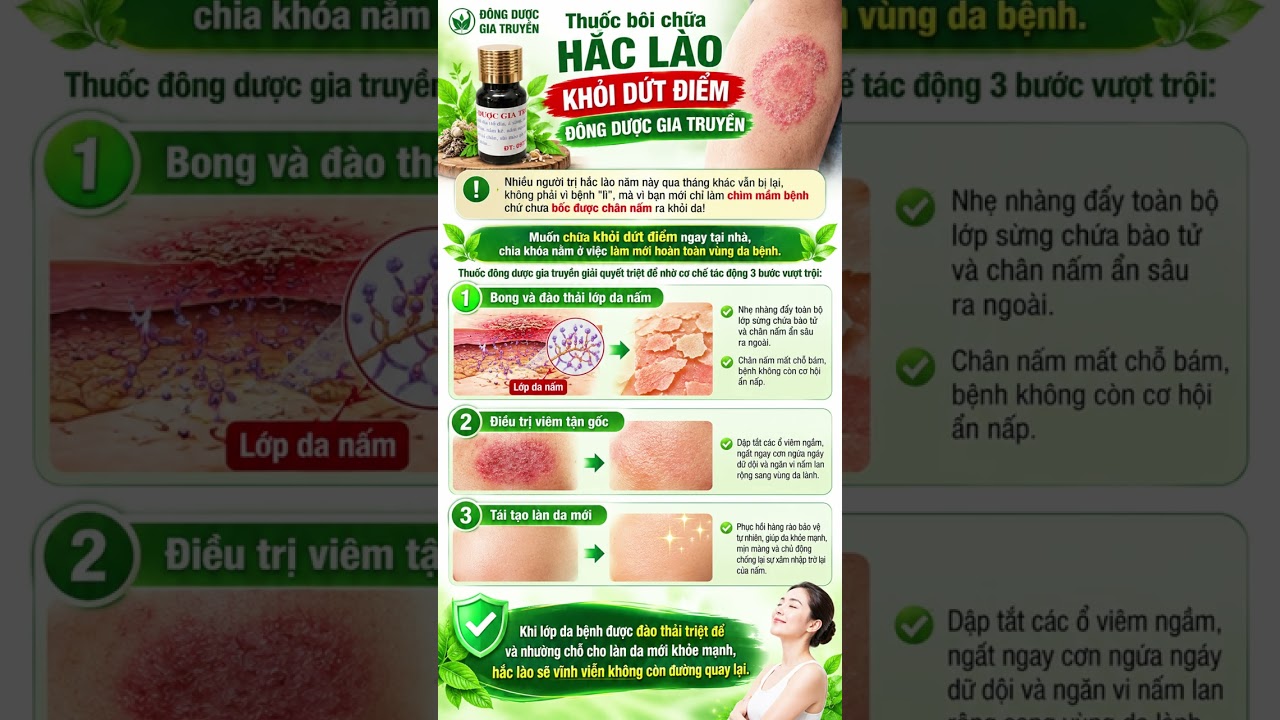 ĐÔNG DƯỢC
GIA TRUYỀN
Thuốc bôi chữa
HẮC LÀO
KHỎI DỨT ĐIỂM
ĐÔNG DƯỢC GIA TRUYỀN
DƯỢC GIA TR
! Nhiều người trị hắc lào năm này qua tháng khác vẫn bị lại,
không phải vì bệnh "lì", mà vì bạn mới chỉ làm chìm mầm bệnh
chứ chưa bốc được chân nấm ra khỏi da!
Muốn chữa khỏi dứt điểm ngay tại nhà,
chìa khóa nằm ở việc làm mới hoàn toàn vùng da bệnh.
Thuốc đông dược gia truyền giải quyết triệt để nhờ cơ chế tác động 3 bước vượt trội:
1 Bong và đào thải lớp da nấm
Lớp da nấm
Nhẹ nhàng đẩy toàn bộ
lớp sừng chứa bào tử
và chân nấm ẩn sâu
ra ngoài.
Chân nấm mất chỗ bám,
bệnh không còn cơ hội
ẩn nấp.
2 Điều trị viêm tận gốc
Dập tắt các ổ viêm ngầm,
ngất ngay cơn ngứa ngáy
dữ dội và ngăn vi nấm lan
rộng sang vùng da lành.
3 Tái tạo làn da mới
Phục hồi hàng rào bảo vệ
tự nhiên, giúp da khỏe mạnh,
mịn màng và chủ động
chống lại sự xâm nhập trở lại
của nấm.
Khi lớp da bệnh được đào thải triệt để
và nhường chỗ cho làn da mới khỏe mạnh,
hắc lào sẽ vĩnh viễn không còn đường quay lại.
chìa khóa nằm
vùng da bệnh.
Thuốc đông dược gia truyền
tác động 3 bước vượt trội:
1 Bong và đào thả
Lớp da nấm
Nhẹ nhàng đẩy toàn bộ
lớp sừng chứa bào tử
và chân nấm ẩn sâu
ra ngoài.
Chân nấm mất chỗ bám,
bệnh không còn cơ hội
ẩn nấp.
2 Điều trị viêm tậ
Dập tắt các ổ viêm ngầm,
ngất ngay cơn ngứa ngáy
dữ dội và ngăn vi nấm lan
rộng sang vùng da lành.